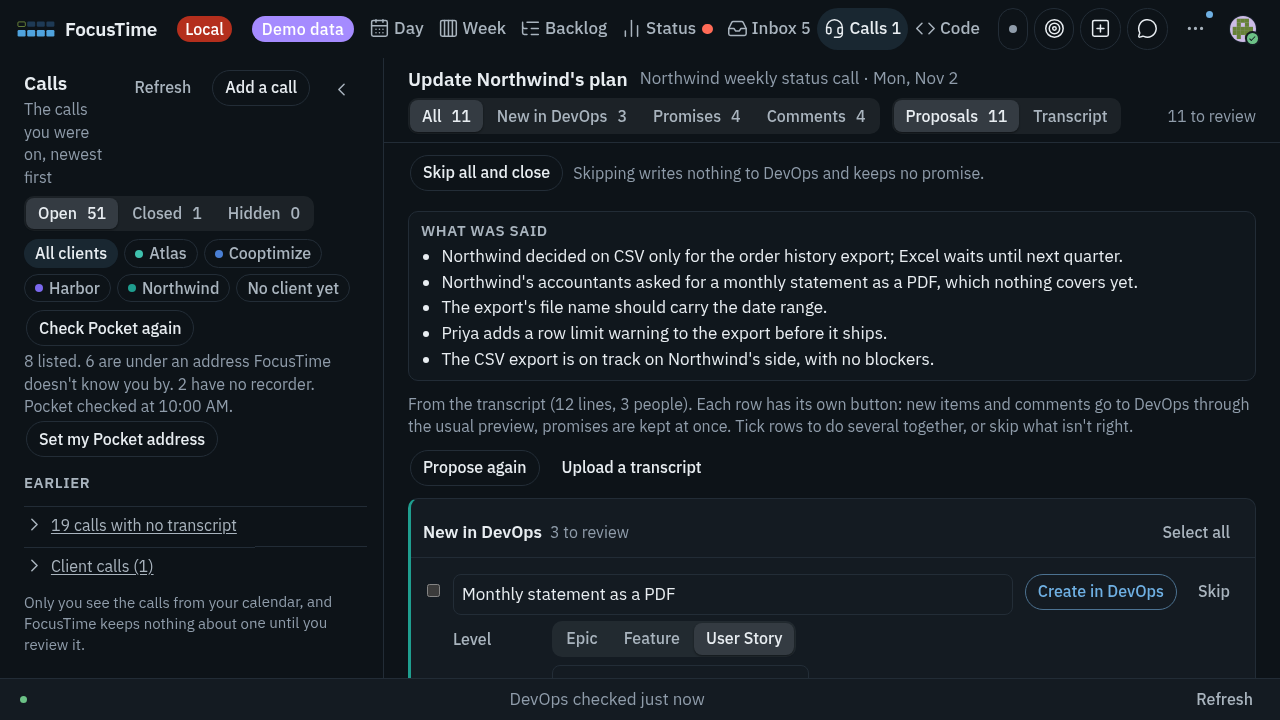 FocusTime Local Demo data Day Week Backlog Status Inbox 5 Calls 1 Code
Calls Refresh Add a call
The calls
you were
on, newest
first
Open 51 Closed 1 Hidden 0
All clients Atlas Cooptimize
Harbor Northwind No client yet
Check Pocket again
8 listed. 6 are under an address FocusTime
doesn't know you by. 2 have no recorder.
Pocket checked at 10:00 AM.
Set my Pocket address
EARLIER
19 calls with no transcript
Client calls (1)
Only you see the calls from your calendar, and
FocusTime keeps nothing about one until you
review it.
Update Northwind's plan Northwind weekly status call · Mon, Nov 2
All 11 New in DevOps 3 Promises 4 Comments 4 Proposals 11 Transcript 11 to review
Skip all and close Skipping writes nothing to DevOps and keeps no promise.
WHAT WAS SAID
• Northwind decided on CSV only for the order history export; Excel waits until next quarter.
• Northwind's accountants asked for a monthly statement as a PDF, which nothing covers yet.
• The export's file name should carry the date range.
• Priya adds a row limit warning to the export before it ships.
• The CSV export is on track on Northwind's side, with no blockers.
From the transcript (12 lines, 3 people). Each row has its own button: new items and comments go to DevOps through
the usual preview, promises are kept at once. Tick rows to do several together, or skip what isn't right.
Propose again Upload a transcript
New in DevOps 3 to review Select all
Monthly statement as a PDF Create in DevOps Skip
Level Epic Feature User Story
DevOps checked just now Refresh